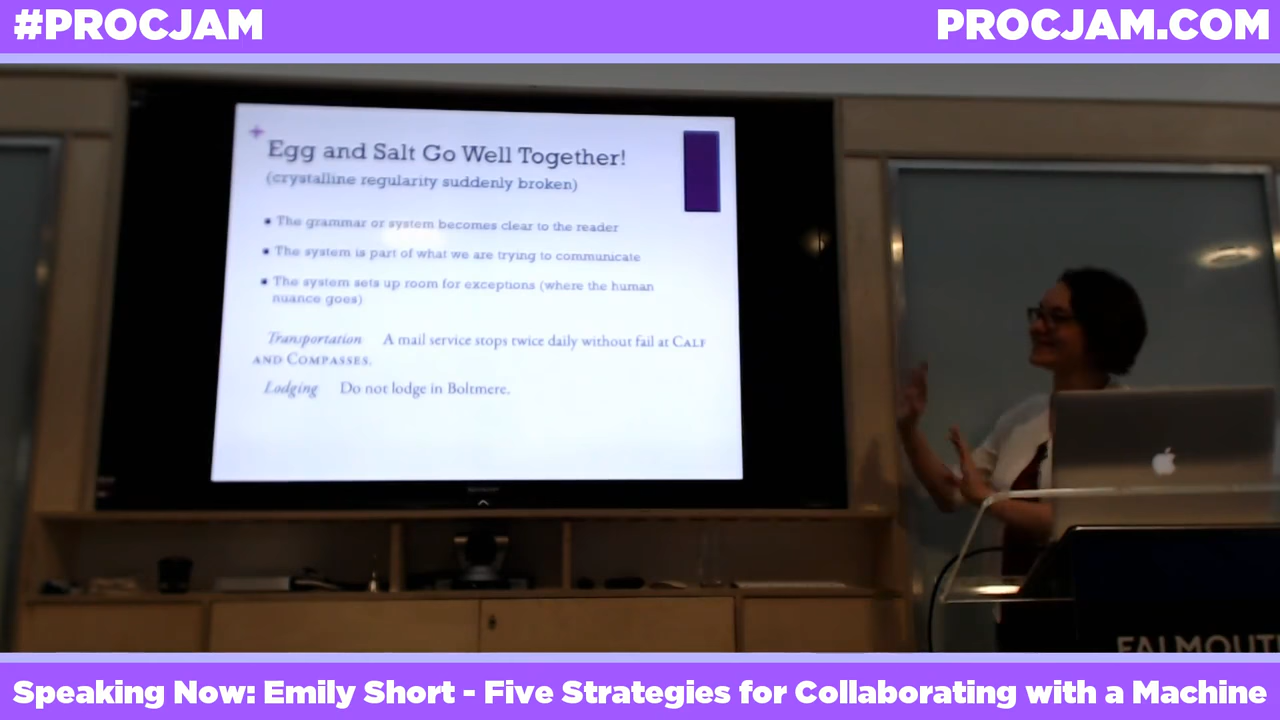 #PROCJAM
PROCJAM.COM
Egg and Salt Go Well Together!
(crystalline regularity suddenly broken)
The grammar or system becomes clear to the reader
The system is part of what we are trying to communicate
The system sets up room for exceptions (where the human
nuance goes)
Transportation A mail service stops twice daily without fail at CALF
AND COMPASSES.
Lodging Do not lodge in Boltmere.
FALMOUT
Speaking Now: Emily Short - Five Strategies for Collaborating with a Machine